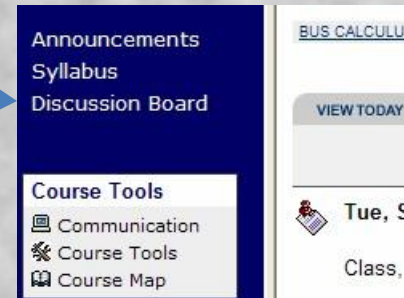 Announcements
Syllabus
Discussion Board
Course Tools
Communication
Course Tools
Course Map
BUS CALCULU
VIEW TODAY
Tue, S
Class,